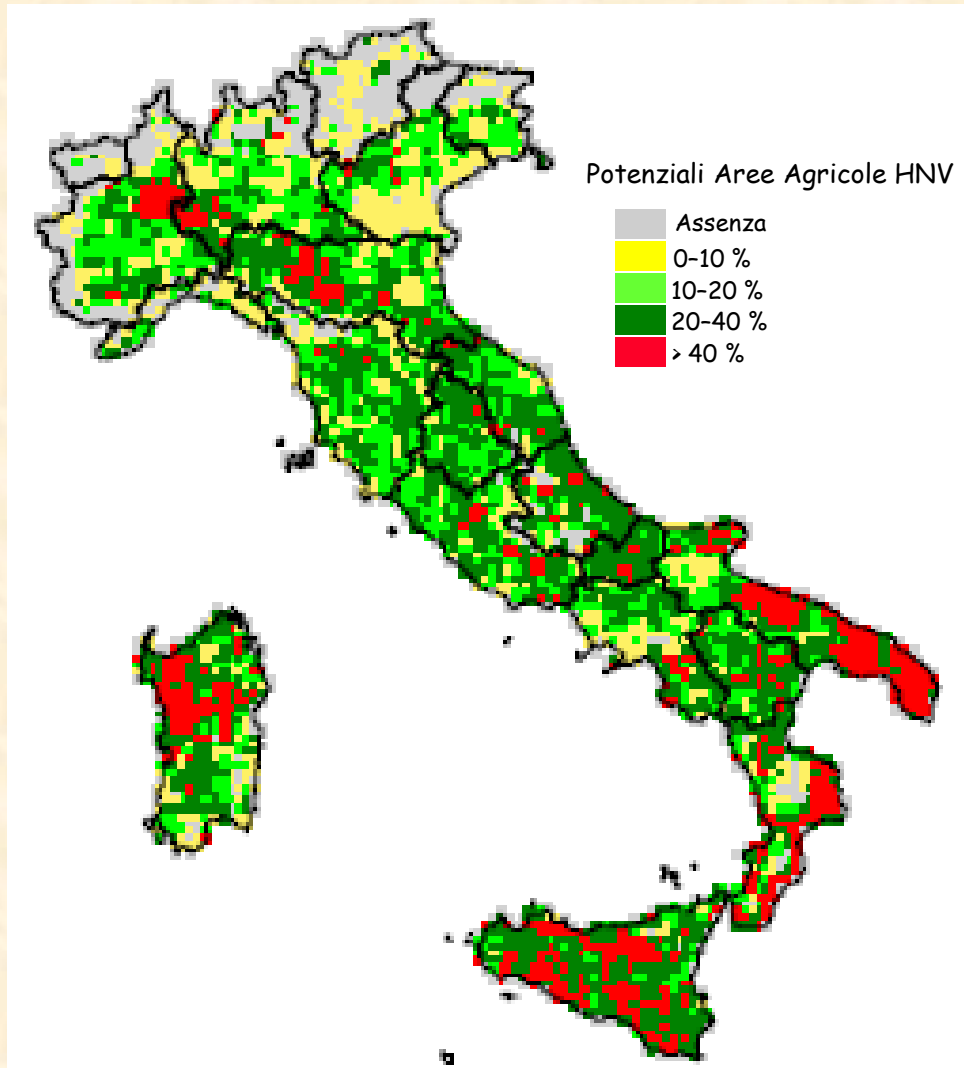 Potenziali Aree Agricole HNV
Assenza
0-10 %
10-20 %
20-40 %
> 40 %